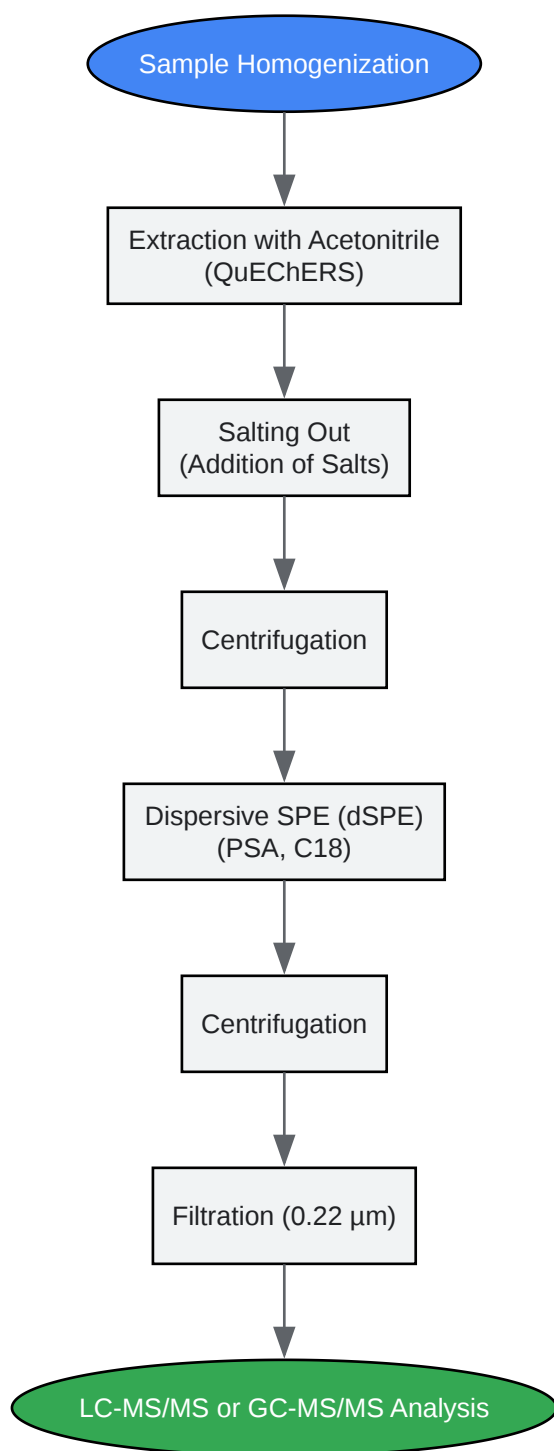 Sample Homogenization
Extraction with Acetonitrile
(QuEChERS)
Salting Out
(Addition of Salts)
Centrifugation
Dispersive SPE (dSPE)
(PSA, C18)
Centrifugation
Filtration (0.22 µm)
LC-MS/MS or GC-MS/MS Analysis